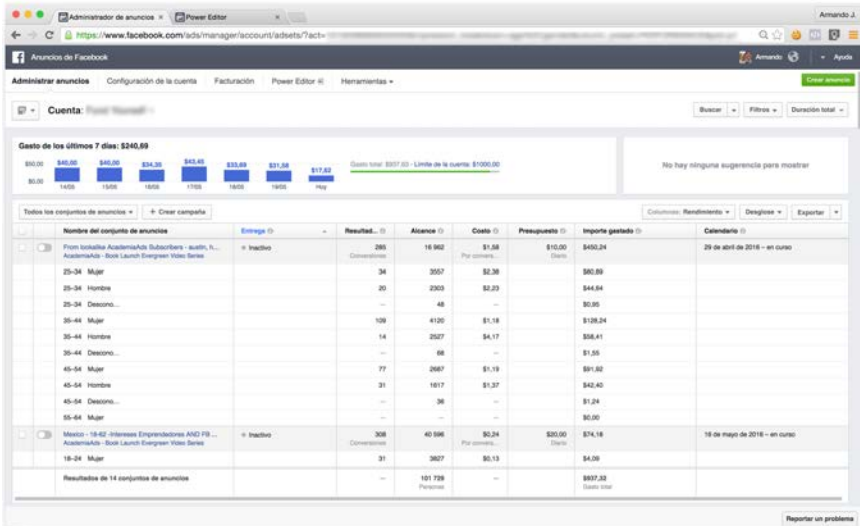 Administrador de anuncios
Power Editor
Armando J.
https://www.facebook.com/ads/manager/account/adsets/?act=
Anuncios de Facebook
Armando
Ayuda
Administrar anuncios
Configuración de la cuenta
Facturación
Power Editor
Herramientas
Crear anuncio
Cuenta:
Buscar
Filtros
Duración total
Gasto de los últimos 7 días: $240,69
$50,00
$0,00
$40,00 $40,00 $34,35 $43,45 $33,69 $31,58 $17,62
14/05 15/05 16/05 17/05 18/05 19/05 Hoy
Gasto total: $937,63 - Límite de la cuenta: $1000,00
No hay ninguna sugerencia para mostrar
Todos los conjuntos de anuncios
+ Crear campaña
Columnas: Rendimiento
Desglose
Exportar
Nombre del conjunto de anuncios Entrega Resultad... Alcance Costo Presupuesto Importe gastado Calendario
From lookalike AcademiaAds Subscribers - austin, h... Inactivo 285 16 962 $1,58 $10,00 $450,24 29 de abril de 2016 – en curso
AcademiaAds - Book Launch Evergreen Video Series Conversiones Por convers... Diario
25–34 Mujer 34 3557 $2,38 $80,89
25–34 Hombre 20 2303 $2,23 $44,64
25–34 Descono... — 48 — $0,95
35–44 Mujer 109 4120 $1,18 $128,24
35–44 Hombre 14 2527 $4,17 $58,41
35–44 Descono... — 68 — $1,55
45–54 Mujer 77 2687 $1,19 $91,92
45–54 Hombre 31 1617 $1,37 $42,40
45–54 Descono... — 36 — $1,24
55–64 Mujer — — — $0,00
Mexico - 18-62 -Intereses Emprendedores AND FB ... Inactivo 308 40 596 $0,24 $20,00 $74,18 16 de mayo de 2016 – en curso
AcademiaAds - Book Launch Evergreen Video Series Conversiones Por convers... Diario
18–24 Mujer 31 3827 $0,13 $4,09
Resultados de 14 conjuntos de anuncios — 101 729 — $937,33
Personas Gasto total
Reportar un problema